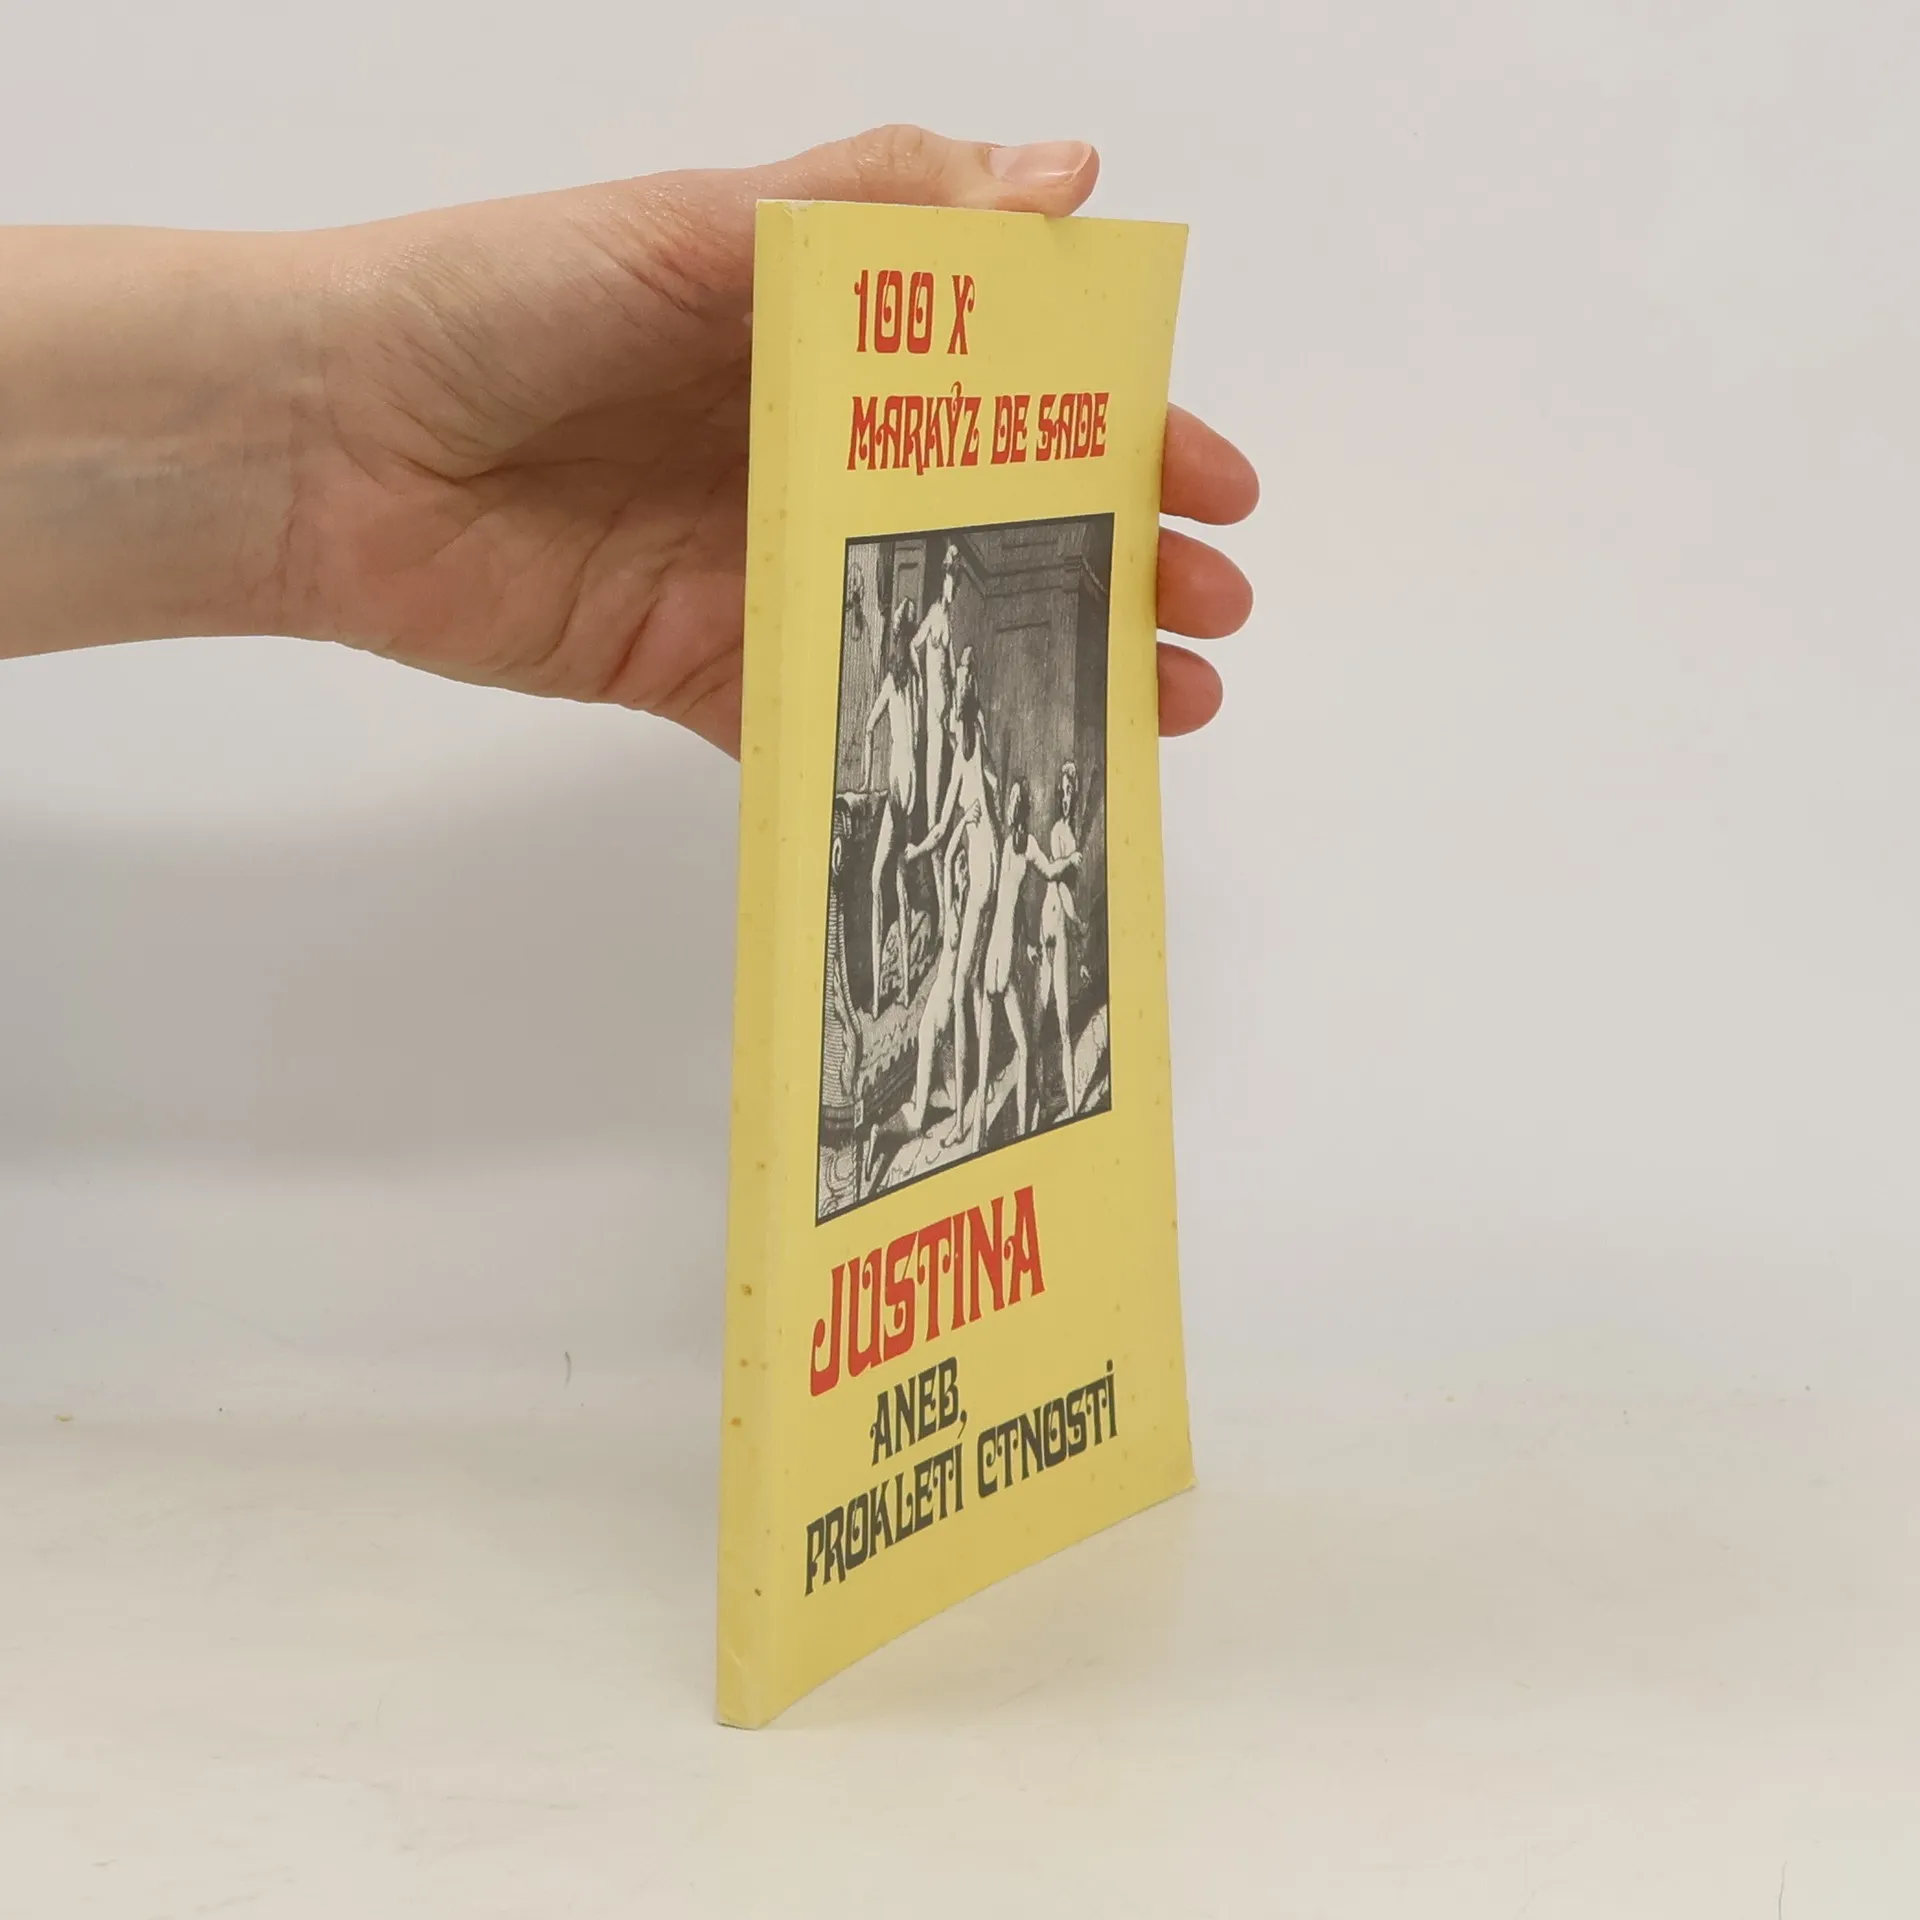 100 X
MARKÝZ DE SADE
JUSTINA
ANEB,
PROKLETÍ CTNOSTI